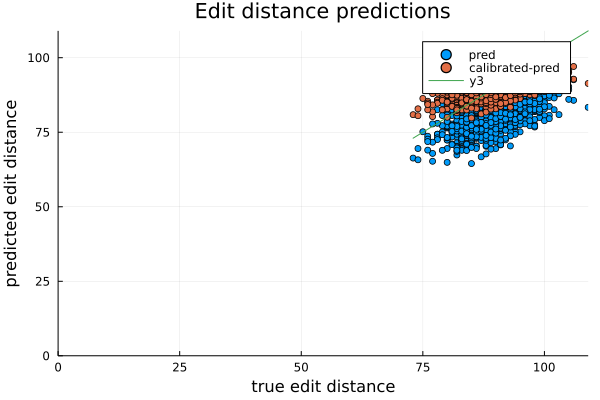 Edit distance predictions
predicted edit distance
100
75
50
25
0
pred
calibrated-pred
y3
0 25 50 75 100
true edit distance